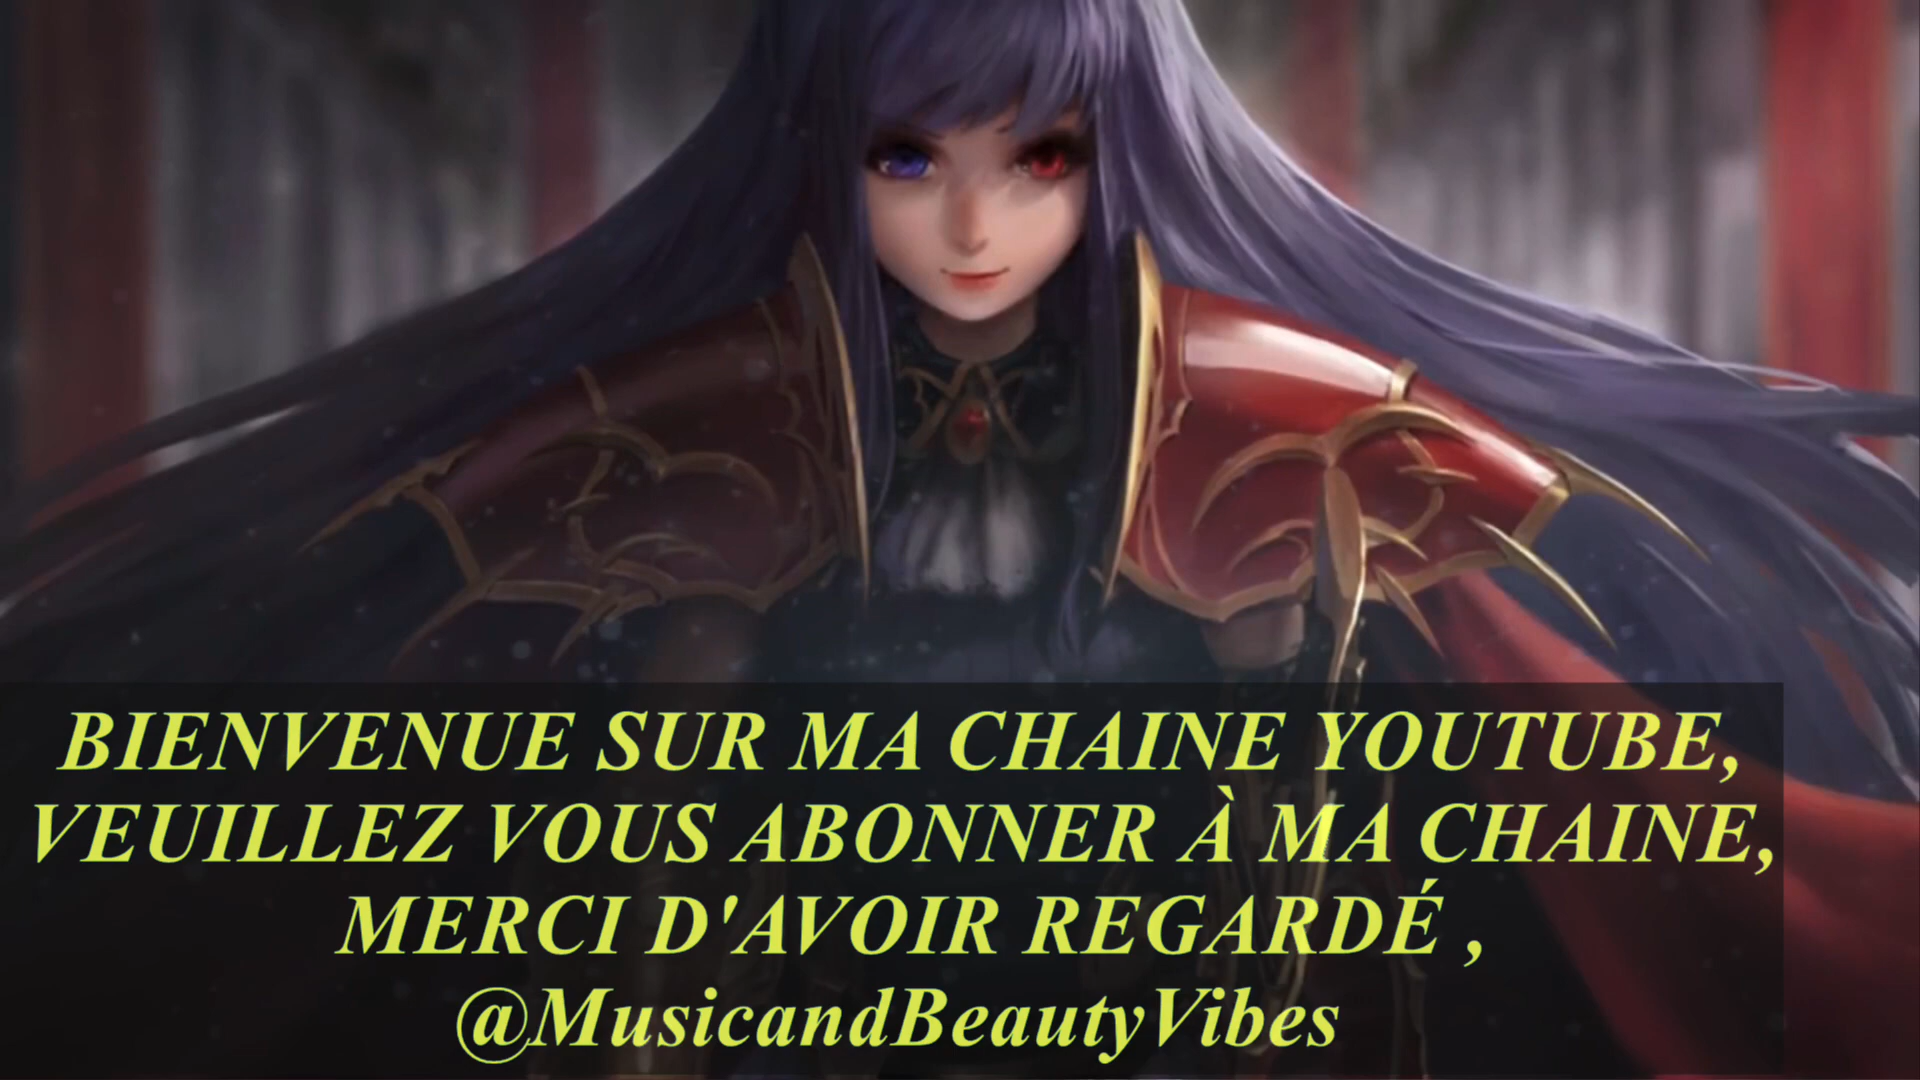 BIENVENUE SUR MA CHAINE YOUTUBE,
VEUILLEZ VOUS ABONNER À MA CHAINE,
MERCI D'AVOIR REGARDÉ ,
@MusicandBeautyVibes